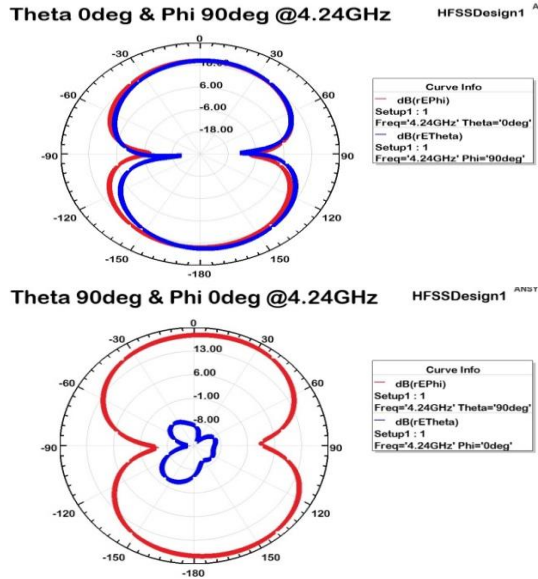 Theta 0deg & Phi 90deg @4.24GHz
HFSSDesign1
A
0
-30
30
-60
60
-90
90
-120
120
-150
150
-180
18.00
6.00
-6.00
-18.00
Curve Info
dB(rEPhi)
Setup1 : 1
Freq='4.24GHz' Theta='0deg'
dB(rETheta)
Setup1 : 1
Freq='4.24GHz' Phi='90deg'
Theta 90deg & Phi 0deg @4.24GHz
HFSSDesign1
ANST
0
-30
30
-60
60
-90
90
-120
120
-150
150
-180
13.00
6.00
-1.00
-8.00
Curve Info
dB(rEPhi)
Setup1 : 1
Freq='4.24GHz' Theta='90deg'
dB(rETheta)
Setup1 : 1
Freq='4.24GHz' Phi='0deg'